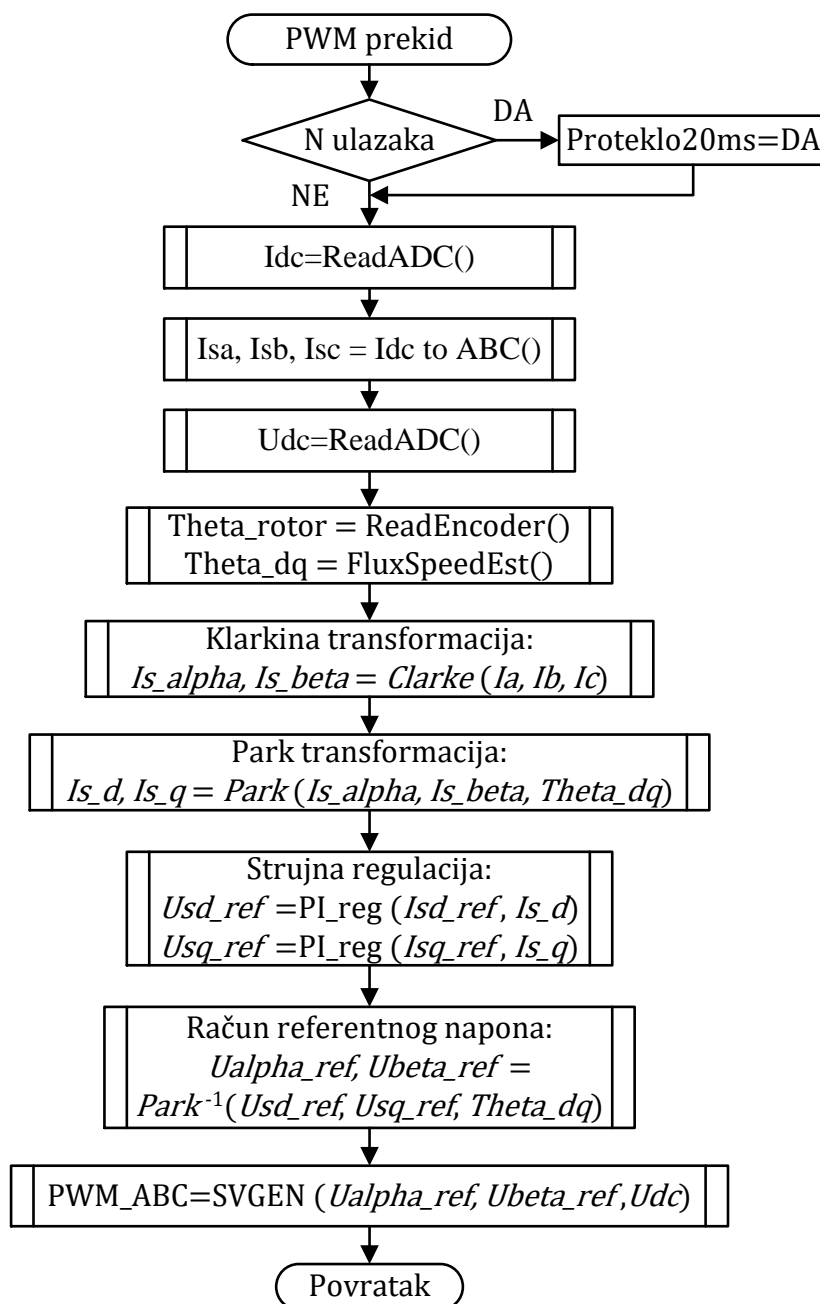 PWM prekid
DA
N ulazaka
Proteklo20ms=DA
NE
Idc=ReadADC()
Isa, Isb, Isc = Idc to ABC()
Udc=ReadADC()
Theta_rotor = ReadEncoder()
Theta_dq = FluxSpeedEst()
Klarkina transformacija:
Is_alpha, Is_beta = Clarke (Ia, Ib, Ic)
Park transformacija:
Is_d, Is_q = Park (Is_alpha, Is_beta, Theta_dq)
Strujna regulacija:
Usd_ref =PI_reg (Isd_ref, Is_d)
Usq_ref =PI_reg (Isq_ref, Is_q)
Račun referentnog napona:
Ualpha_ref, Ubeta_ref =
Park⁻¹(Usd_ref, Usq_ref, Theta_dq)
PWM_ABC=SVGEN (Ualpha_ref, Ubeta_ref,Udc)
Povratak